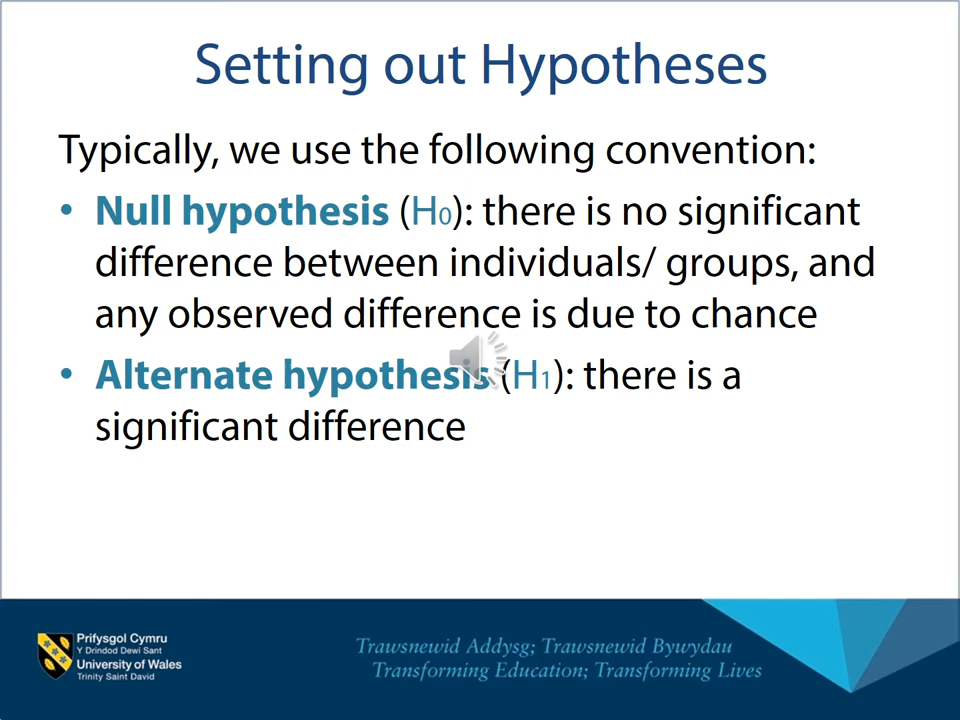 Setting out Hypotheses
Typically, we use the following convention:
• Null hypothesis (H0): there is no significant
difference between individuals/ groups, and
any observed difference is due to chance
• Alternate hypothesis (H1): there is a
significant difference
Prifysgol Cymru
Y Drindod Dewi Sant
University of Wales
Trinity Saint David
Trawsnewid Addysg; Trawsnewid Bywydau
Transforming Education; Transforming Lives